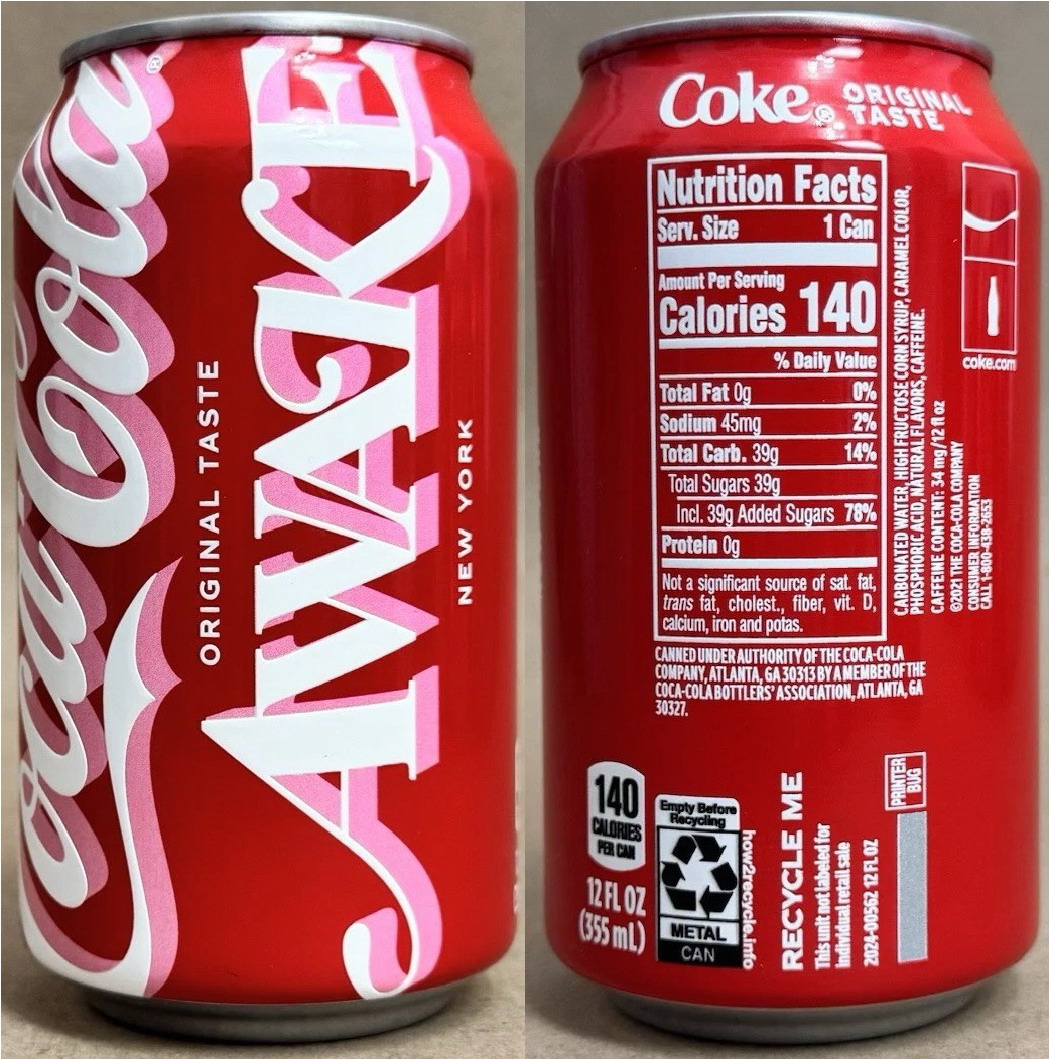 Coca-Cola®
ORIGINAL TASTE
AWAKE
NEW YORK
Coke® ORIGINAL TASTE
Nutrition Facts
Serv. Size 1 Can
Amount Per Serving
Calories 140
% Daily Value
Total Fat 0g 0%
Sodium 45mg 2%
Total Carb. 39g 14%
Total Sugars 39g
Incl. 39g Added Sugars 78%
Protein 0g
Not a significant source of sat. fat,
trans fat, cholest., fiber, vit. D,
calcium, iron and potas.
CANNED UNDER AUTHORITY OF THE COCA-COLA
COMPANY, ATLANTA, GA 30313 BY A MEMBER OF THE
COCA-COLA BOTTLERS' ASSOCIATION, ATLANTA, GA
30327.
CARBONATED WATER, HIGH FRUCTOSE CORN SYRUP, CARAMEL COLOR,
PHOSPHORIC ACID, NATURAL FLAVORS, CAFFEINE.
CAFFEINE CONTENT: 34 mg/12 fl oz
©2021 THE COCA-COLA COMPANY
CONSUMER INFORMATION
CALL 1-800-438-2653
coke.com
140
CALORIES
PER CAN
12 FL OZ
(355 mL)
Empty Before
Recycling
METAL
CAN
how2recycle.info
RECYCLE ME
This unit not labeled for
individual retail sale
2024-00562 12 FL OZ
PRINTER
BUG